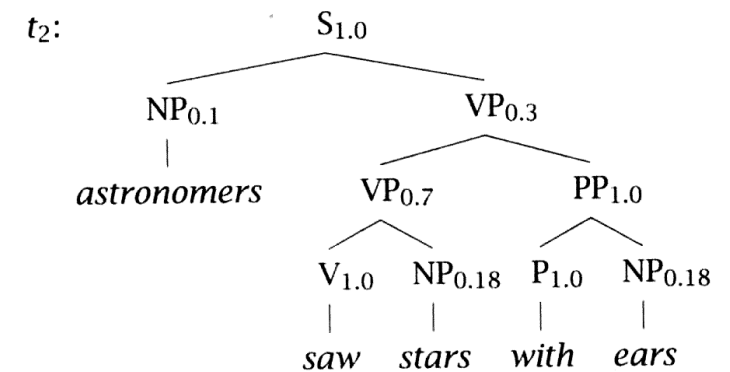 t₂: S₁.₀
NP₀.₁ VP₀.₃
astronomers VP₀.₇ PP₁.₀
V₁.₀ NP₀.₁₈ P₁.₀ NP₀.₁₈
saw stars with ears